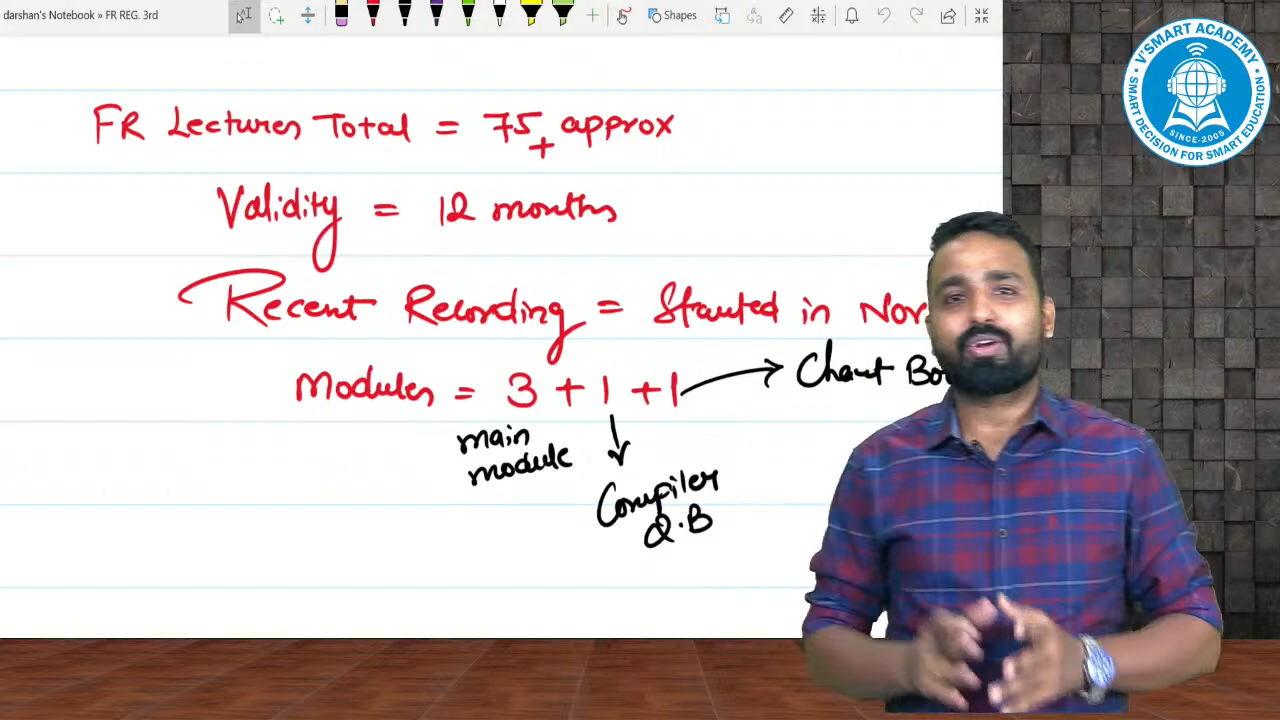 darshan's Notebook » FR REG. 3rd
Shapes
V'SMART ACADEMY
SINCE-2005
SMART DECISION FOR SMART EDUCATION
FR Lectures Total = 75+ approx
Validity = 12 months
Recent Recording = Started in Nov
Modules = 3 + 1 + 1 → Chart
main
module
Compiler
Q.B